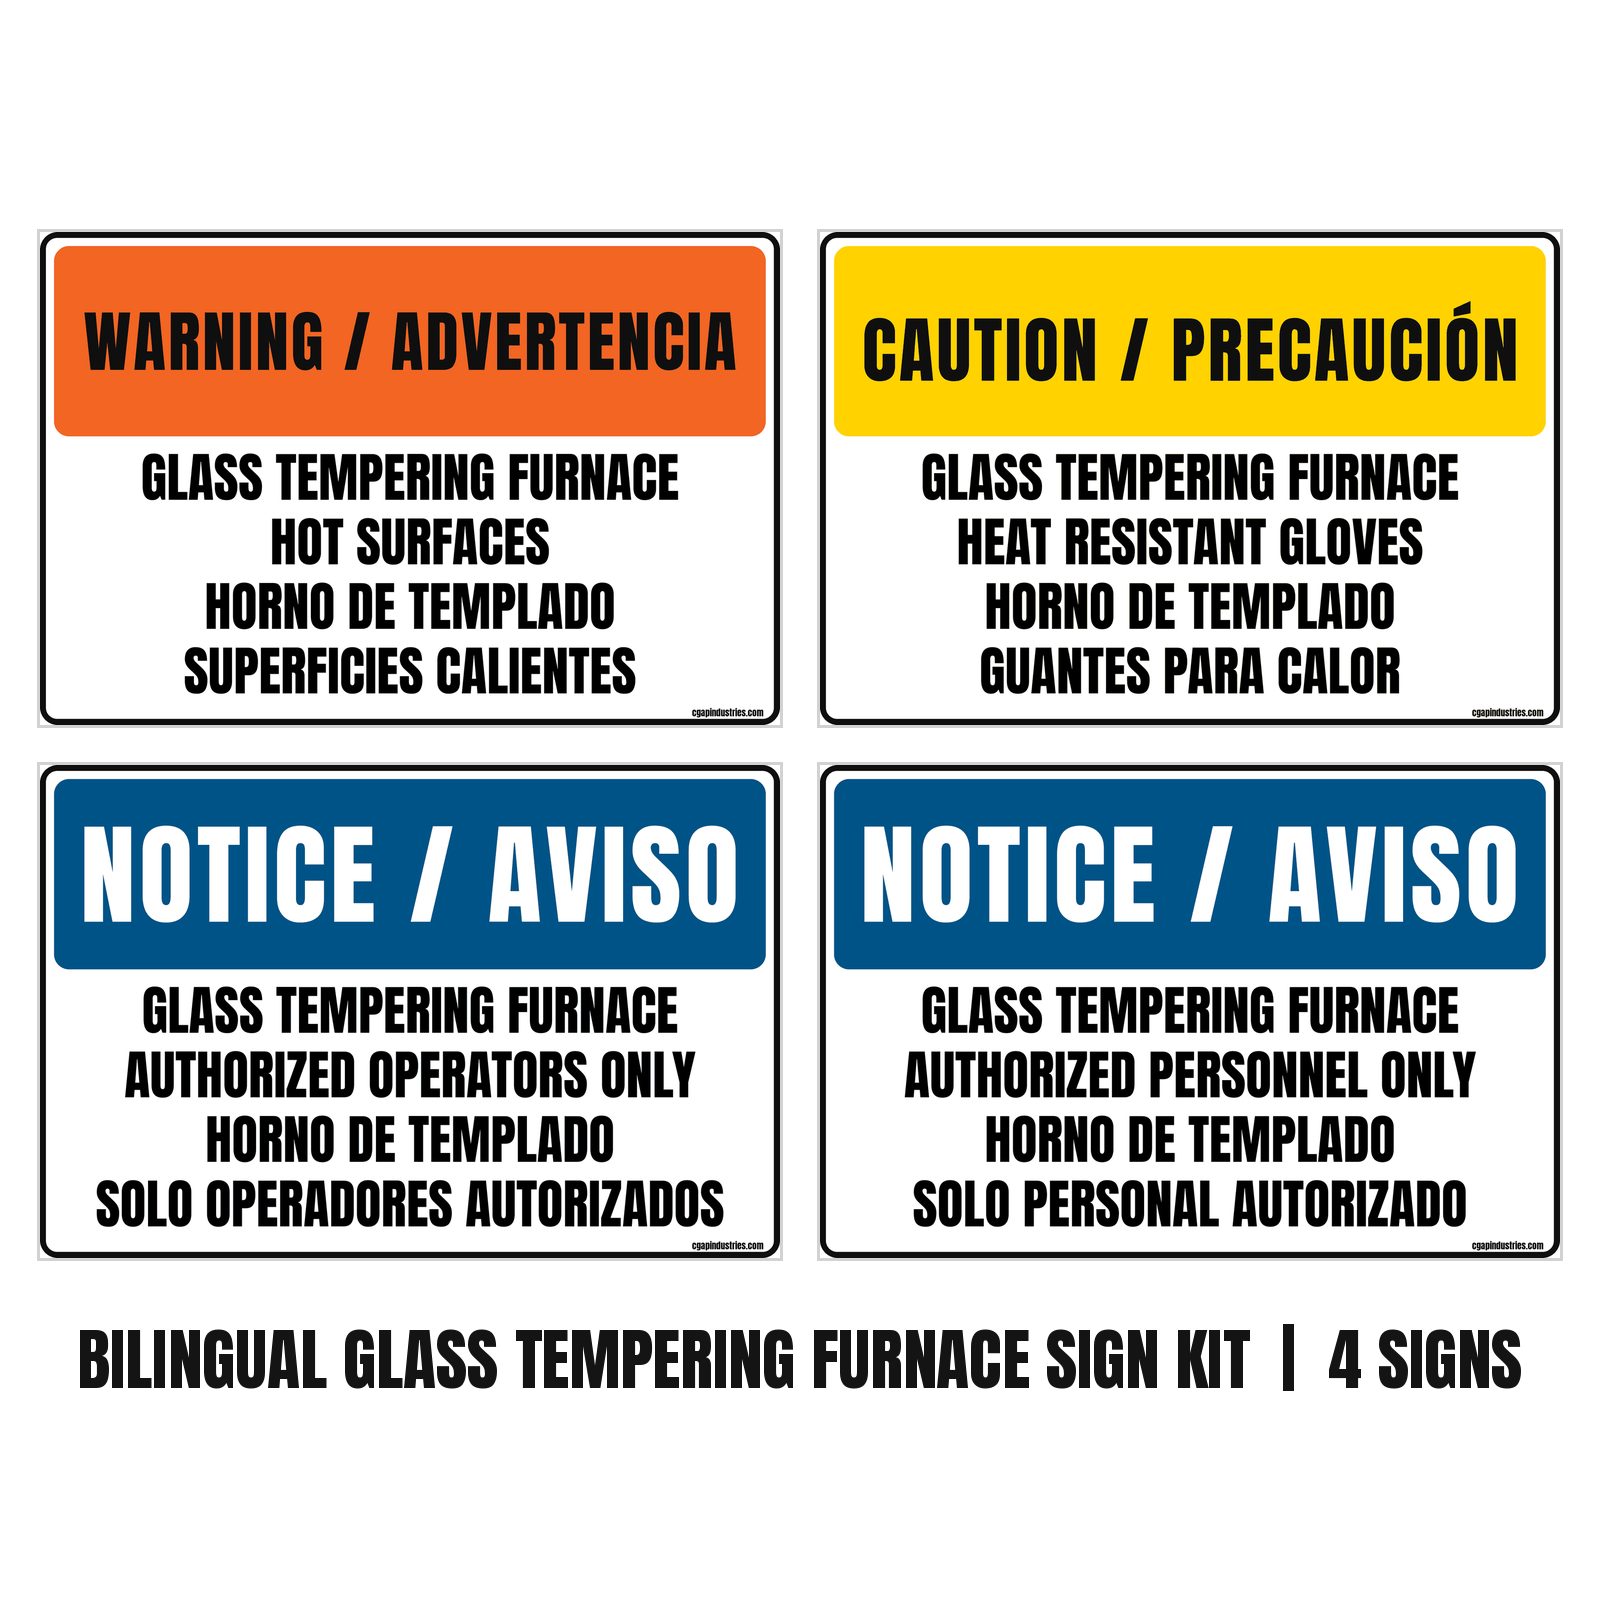 WARNING / ADVERTENCIA
GLASS TEMPERING FURNACE
HOT SURFACES
HORNO DE TEMPLADO
SUPERFICIES CALIENTES
cgapindustries.com
CAUTION / PRECAUCIÓN
GLASS TEMPERING FURNACE
HEAT RESISTANT GLOVES
HORNO DE TEMPLADO
GUANTES PARA CALOR
cgapindustries.com
NOTICE / AVISO
GLASS TEMPERING FURNACE
AUTHORIZED OPERATORS ONLY
HORNO DE TEMPLADO
SOLO OPERADORES AUTORIZADOS
cgapindustries.com
NOTICE / AVISO
GLASS TEMPERING FURNACE
AUTHORIZED PERSONNEL ONLY
HORNO DE TEMPLADO
SOLO PERSONAL AUTORIZADO
cgapindustries.com
BILINGUAL GLASS TEMPERING FURNACE SIGN KIT | 4 SIGNS